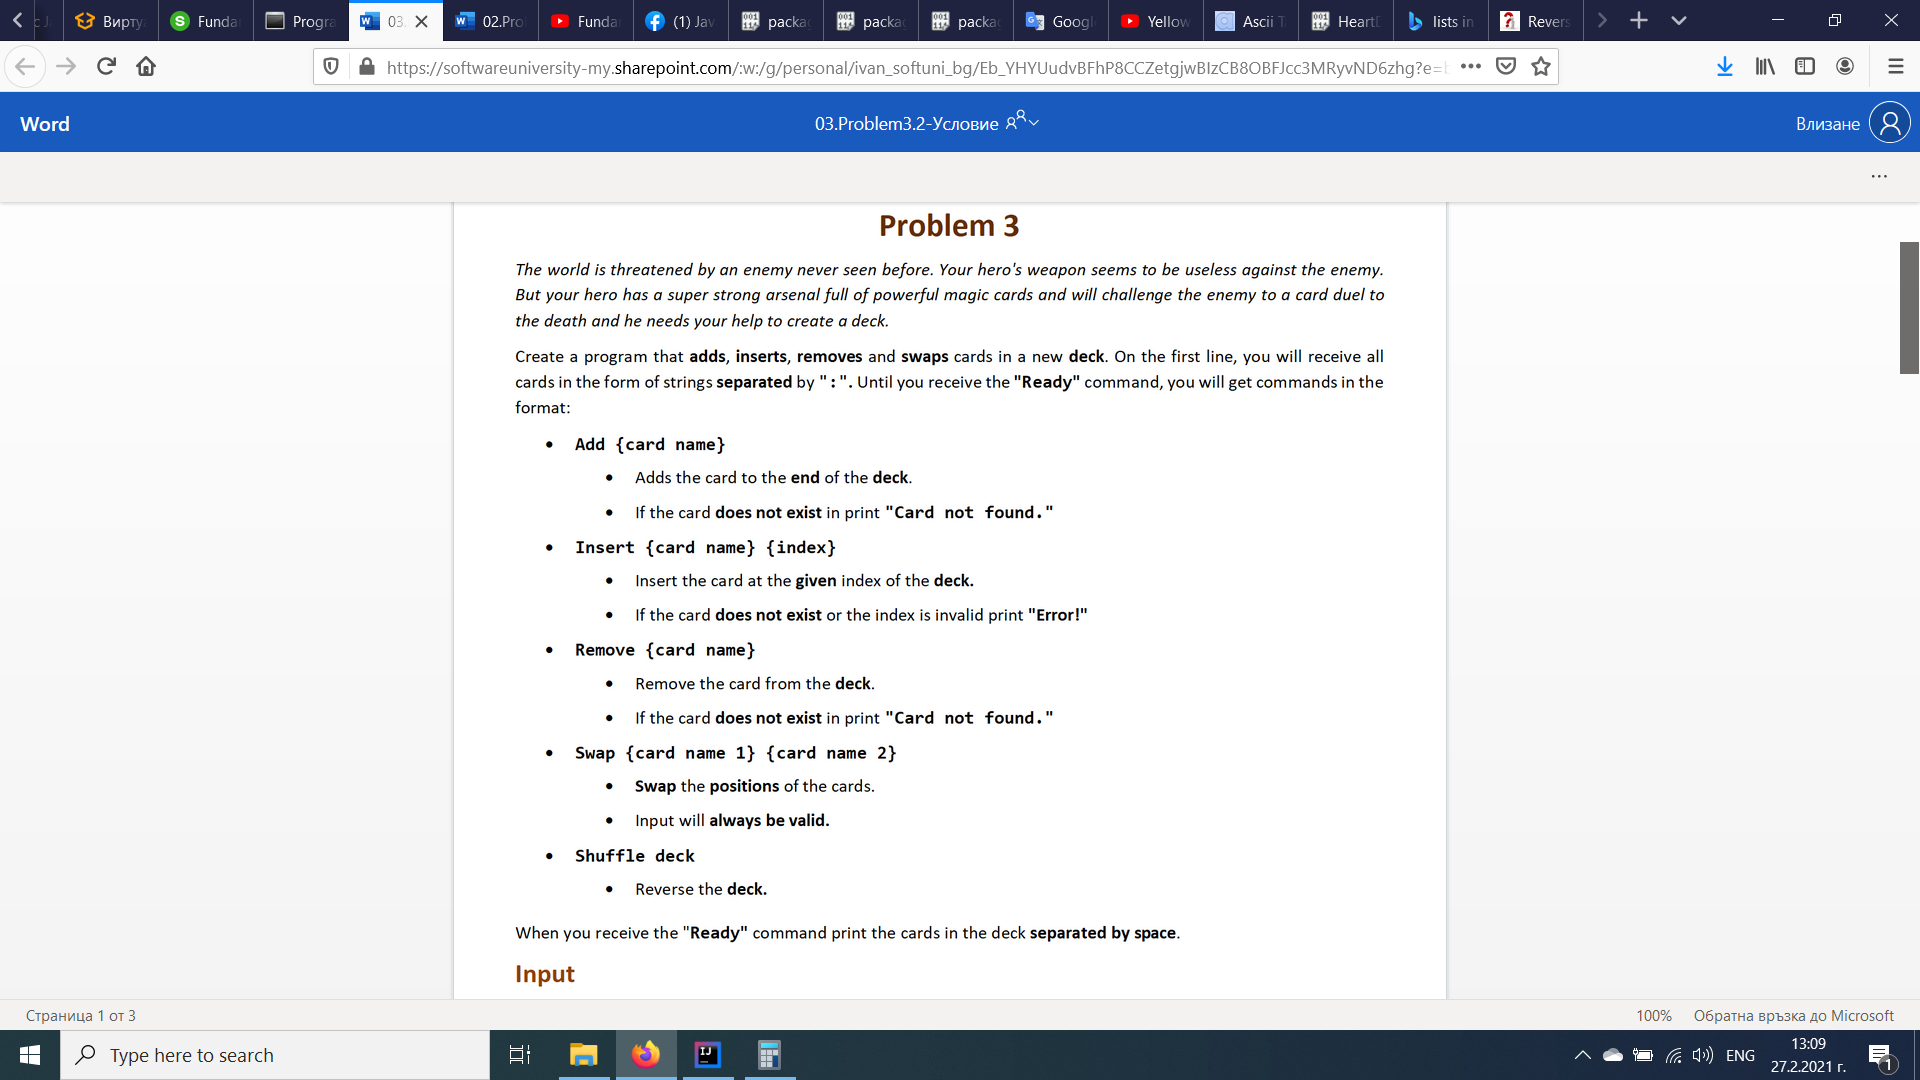 Вирту
Funda
Progra
03.
02.Pro
Fundar
(1) Jav
packa
packa
packa
Googl
Yellow
Ascii T
Heart
lists in
Revers
https://softwareuniversity-my.sharepoint.com/:w:/g/personal/ivan_softuni_bg/Eb_YHYUudvBFhP8CCZetgjwBIzCB8OBFJcc3MRyvND6zhg?e=
Word
03.Problem3.2-Условие
Влизане
Problem 3
The world is threatened by an enemy never seen before. Your hero's weapon seems to be useless against the enemy.
But your hero has a super strong arsenal full of powerful magic cards and will challenge the enemy to a card duel to
the death and he needs your help to create a deck.
Create a program that adds, inserts, removes and swaps cards in a new deck. On the first line, you will receive all
cards in the form of strings separated by ":". Until you receive the "Ready" command, you will get commands in the
format:
• Add {card name}
• Adds the card to the end of the deck.
• If the card does not exist in print "Card not found."
• Insert {card name} {index}
• Insert the card at the given index of the deck.
• If the card does not exist or the index is invalid print "Error!"
• Remove {card name}
• Remove the card from the deck.
• If the card does not exist in print "Card not found."
• Swap {card name 1} {card name 2}
• Swap the positions of the cards.
• Input will always be valid.
• Shuffle deck
• Reverse the deck.
When you receive the "Ready" command print the cards in the deck separated by space.
Input
Страница 1 от 3
100%
Обратна връзка до Microsoft
Type here to search
ENG
13:09
27.2.2021 г.
1